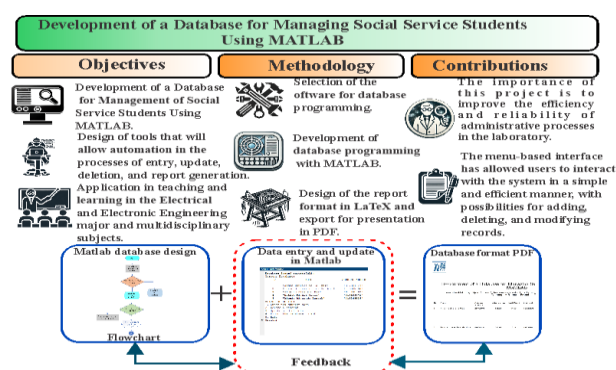 Development of a Database for Managing Social Service Students
Using MATLAB
Objectives
Methodology
Contributions
Development of a Database
for Management of Social
Service Students Using
MATLAB.
Design of tools that will
allow automation in the
processes of entry, update,
deletion, and report generation.
Application in teaching and
learning in the Electrical
and Electronic Engineering
major and multidisciplinary
subjects.
Selection of the
oftware for database
programming.
Development of
database programming
with MATLAB.
Design of the report
format in LaTeX and
export for presentation
in PDF.
The importance of
this project is to
improve the efficiency
and reliability of
administrative processes
in the laboratory.
The menu-based interface
has allowed users to interact
with the system in a simple
and efficient manner, with
possibilities for adding,
deleting, and modifying
records.
Matlab database design
Flowchart
+
Data entry and update
in Matlab
=
Database format PDF
Feedback